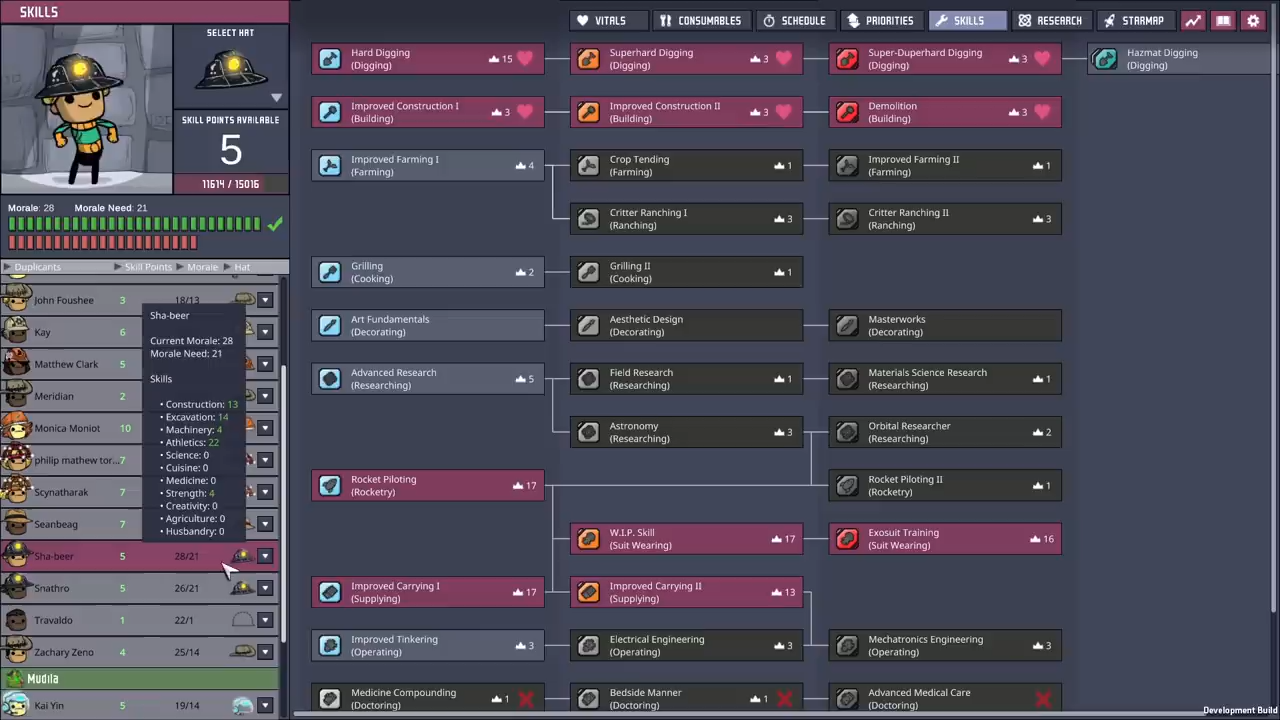 SKILLS
VITALS
CONSUMABLES
SCHEDULE
PRIORITIES
SKILLS
RESEARCH
STARMAP
SELECT HAT
SKILL POINTS AVAILABLE
5
11614 / 15016
Morale: 28 Morale Need: 21
Duplicants Skill Points Morale Hat
John Foushee 3 18/13
Kay 6
Matthew Clark 5
Meridian 2
Monica Moniot 10
philip mathew tor... 7
Scynatharak 7
Seanbeag 7
Sha-beer 5 28/21
Snathro 5 26/21
Travaldo 1 22/1
Zachary Zeno 4 25/14
Mudila
Kai Yin 5 19/14
Sha-beer
Current Morale: 28
Morale Need: 21
Skills
• Construction: 13
• Excavation: 14
• Machinery: 4
• Athletics: 22
• Science: 0
• Cuisine: 0
• Medicine: 0
• Strength: 4
• Creativity: 0
• Agriculture: 0
• Husbandry: 0
Hard Digging
(Digging)
15
Superhard Digging
(Digging)
3
Super-Duperhard Digging
(Digging)
3
Hazmat Digging
(Digging)
Improved Construction I
(Building)
3
Improved Construction II
(Building)
3
Demolition
(Building)
3
Improved Farming I
(Farming)
4
Crop Tending
(Farming)
1
Improved Farming II
(Farming)
1
Critter Ranching I
(Ranching)
3
Critter Ranching II
(Ranching)
3
Grilling
(Cooking)
2
Grilling II
(Cooking)
1
Art Fundamentals
(Decorating)
Aesthetic Design
(Decorating)
Masterworks
(Decorating)
Advanced Research
(Researching)
5
Field Research
(Researching)
1
Materials Science Research
(Researching)
1
Astronomy
(Researching)
3
Orbital Researcher
(Researching)
2
Rocket Piloting
(Rocketry)
17
Rocket Piloting II
(Rocketry)
1
W.I.P. Skill
(Suit Wearing)
17
Exosuit Training
(Suit Wearing)
16
Improved Carrying I
(Supplying)
17
Improved Carrying II
(Supplying)
13
Improved Tinkering
(Operating)
3
Electrical Engineering
(Operating)
3
Mechatronics Engineering
(Operating)
3
Medicine Compounding
(Doctoring)
1
Bedside Manner
(Doctoring)
1
Advanced Medical Care
(Doctoring)
Development Build